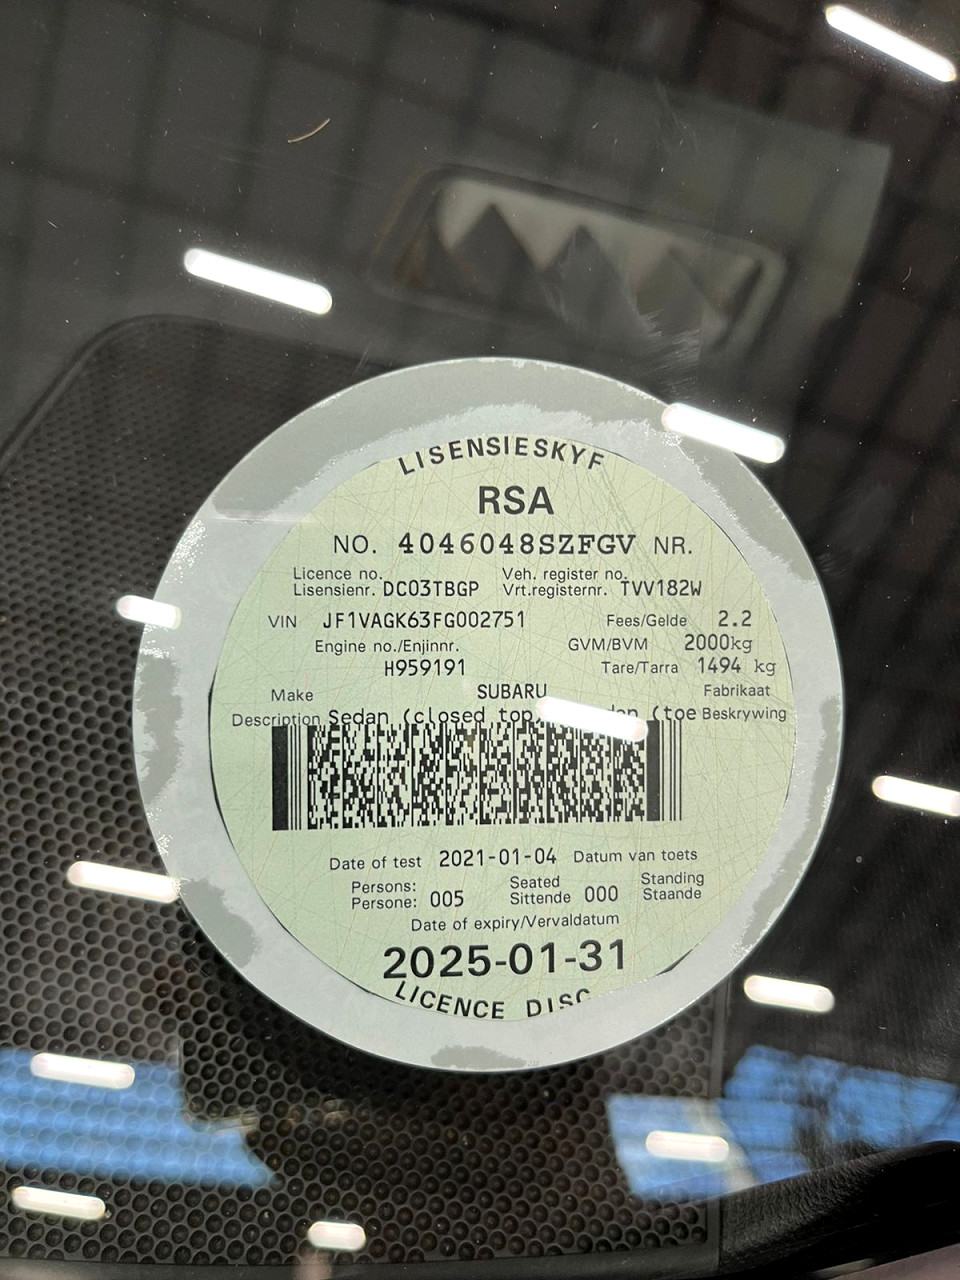 LISENSIESKYF
RSA
NO. 4046048SZFGV NR.
Licence no. Veh. register no.
Lisensienr. DC03TBGP Vrt.registernr. TVV182W
VIN JF1VAGK63FG002751 Fees/Gelde 2.2
Engine no./Enjinnr. GVM/BVM 2000kg
H959191 Tare/Tarra 1494 kg
Make SUBARU Fabrikaat
Description Sedan (closed top) (toe Beskrywing
Date of test 2021-01-04 Datum van toets
Persons: Seated Standing
Persone: 005 Sittende 000 Staande
Date of expiry/Vervaldatum
2025-01-31
LICENCE DISC